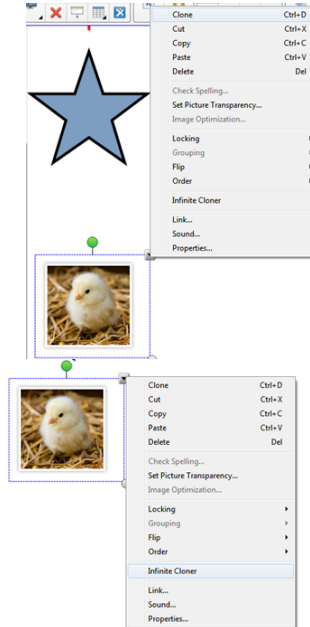 Clone Ctrl+D
Cut Ctrl+X
Copy Ctrl+C
Paste Ctrl+V
Delete Del
Check Spelling...
Set Picture Transparency...
Image Optimization...
Locking
Grouping
Flip
Order
Infinite Cloner
Link...
Sound...
Properties...
Clone Ctrl+D
Cut Ctrl+X
Copy Ctrl+C
Paste Ctrl+V
Delete Del
Check Spelling...
Set Picture Transparency...
Image Optimization...
Locking
Grouping
Flip
Order
Infinite Cloner
Link...
Sound...
Properties...